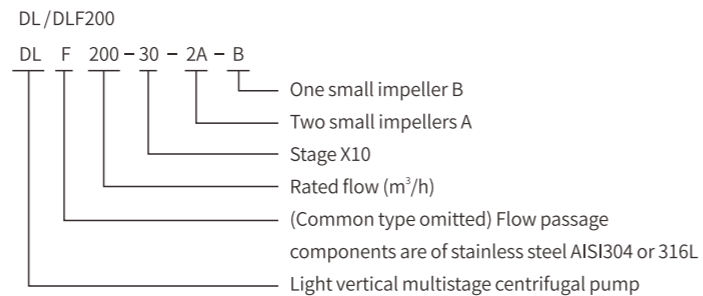 DL/DLF200
DL F 200-30-2A-B
One small impeller B
Two small impellers A
Stage X10
Rated flow (m³/h)
(Common type omitted) Flow passage
components are of stainless steel AISI304 or 316L
Light vertical multistage centrifugal pump